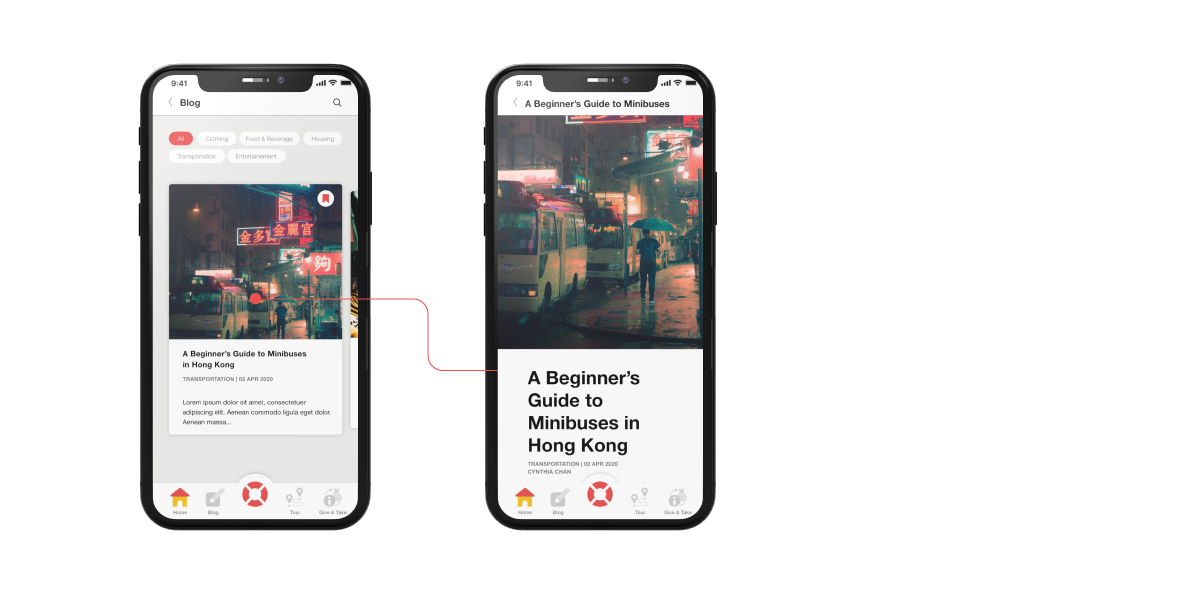 9:41
Blog
All
Clothing
Food & Beverage
Housing
Transportation
Entertainement
金多
金麗宮
夠
A Beginner's Guide to Minibuses
in Hong Kong
TRANSPORTATION | 02 APR 2020
Lorem ipsum dolor sit amet, consectetuer
adipiscing elit. Aenean commodo ligula eget dolor.
Aenean massa...
Home
Blog
Tour
Give & Take
9:41
A Beginner's Guide to Minibuses
A Beginner's
Guide to
Minibuses in
Hong Kong
TRANSPORTATION | 02 APR 2020
CYNTHIA CHAN
Home
Blog
Tour
Give & Take